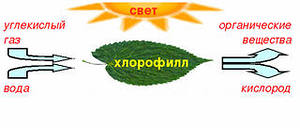 свет
углекислый
газ
органические
вещества
хлорофилл
вода
кислород